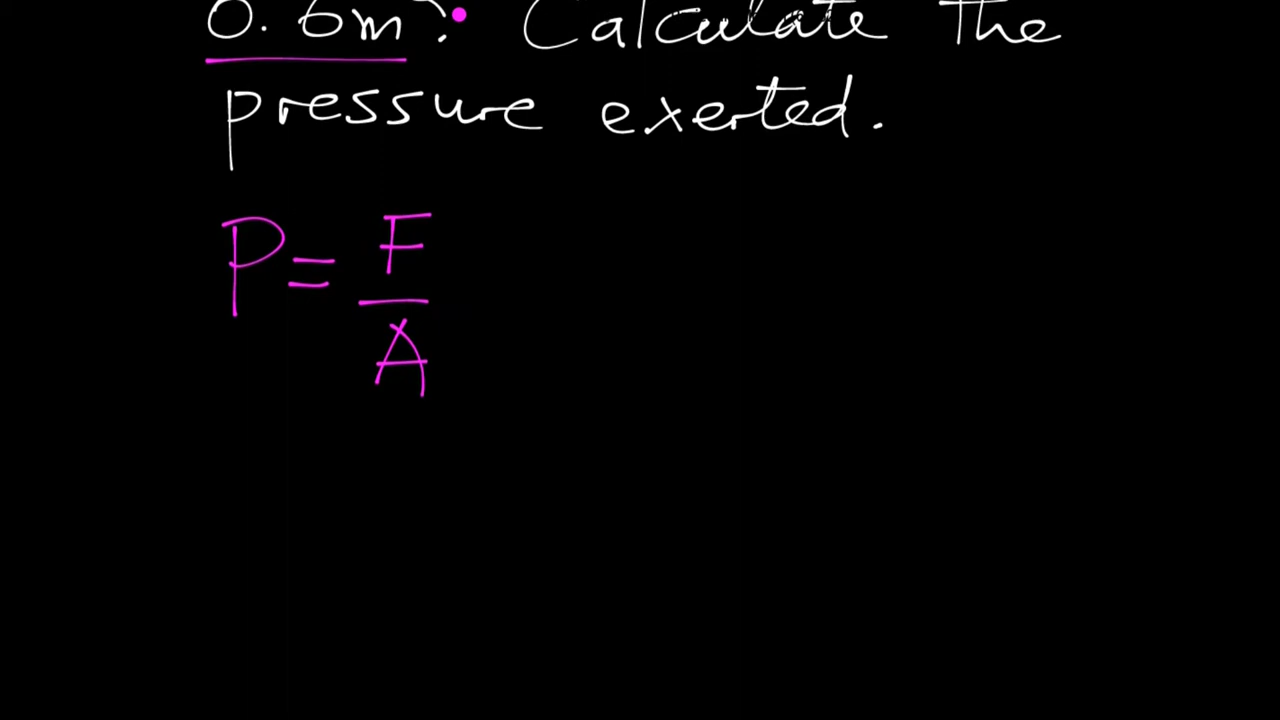 0.6m². Calculate the
pressure exerted.
P = F
A